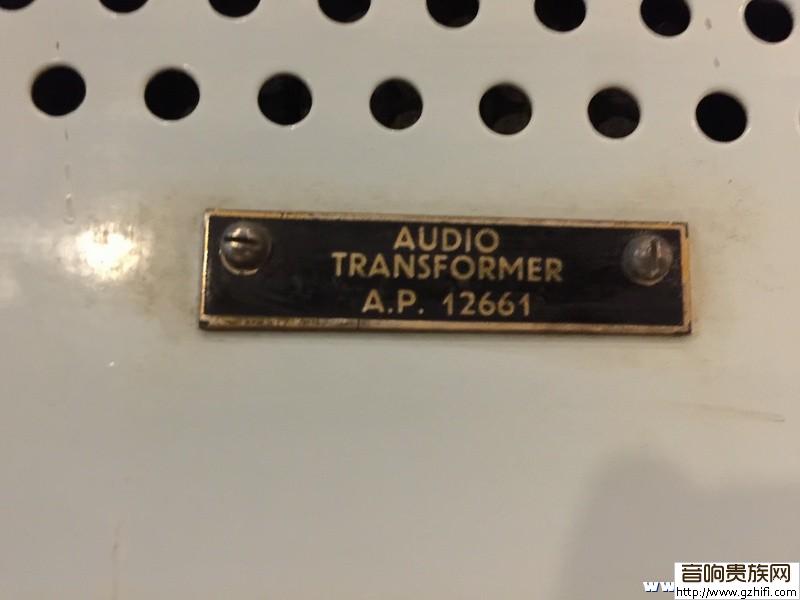 AUDIO
TRANSFORMER
A.P. 12661
音响贵族网
http://www.gzhifi.com